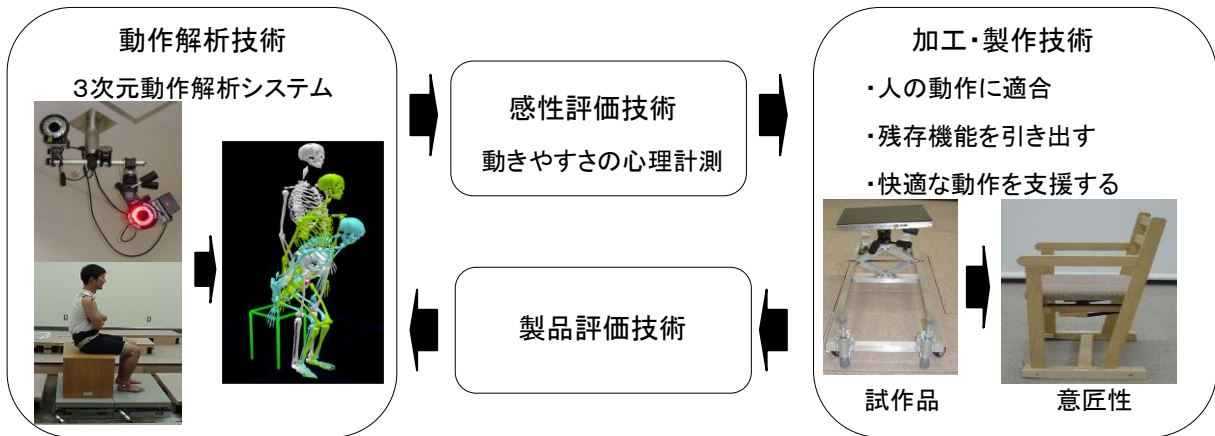 動作解析技術
３次元動作解析システム
感性評価技術
動きやすさの心理計測
製品評価技術
加工・製作技術
・人の動作に適合
・残存機能を引き出す
・快適な動作を支援する
試作品
意匠性